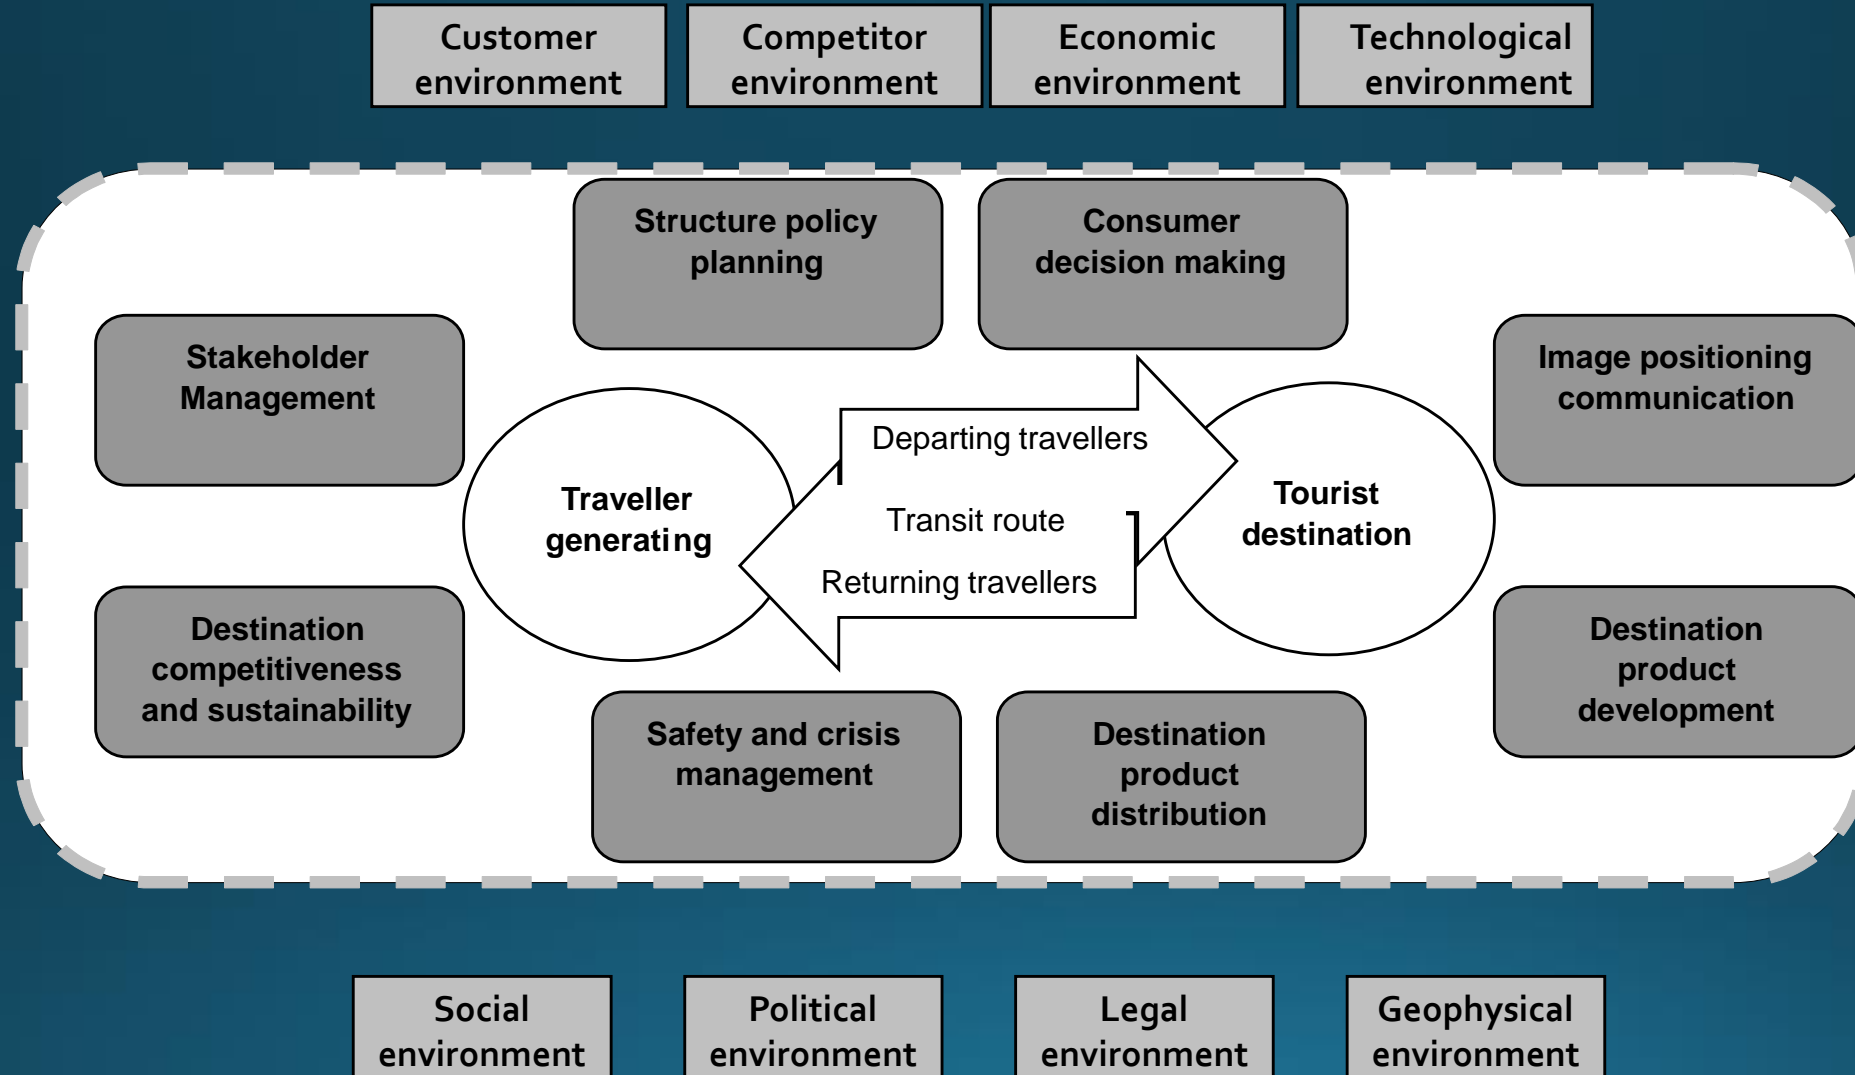 Customer
environment
Competitor
environment
Economic
environment
Technological
environment
Structure policy
planning
Consumer
decision making
Stakeholder
Management
Image positioning
communication
Departing travellers
Traveller
generating
Transit route
Tourist
destination
Returning travellers
Destination
competitiveness
and sustainability
Destination
product
development
Safety and crisis
management
Destination
product
distribution
Social
environment
Political
environment
Legal
environment
Geophysical
environment